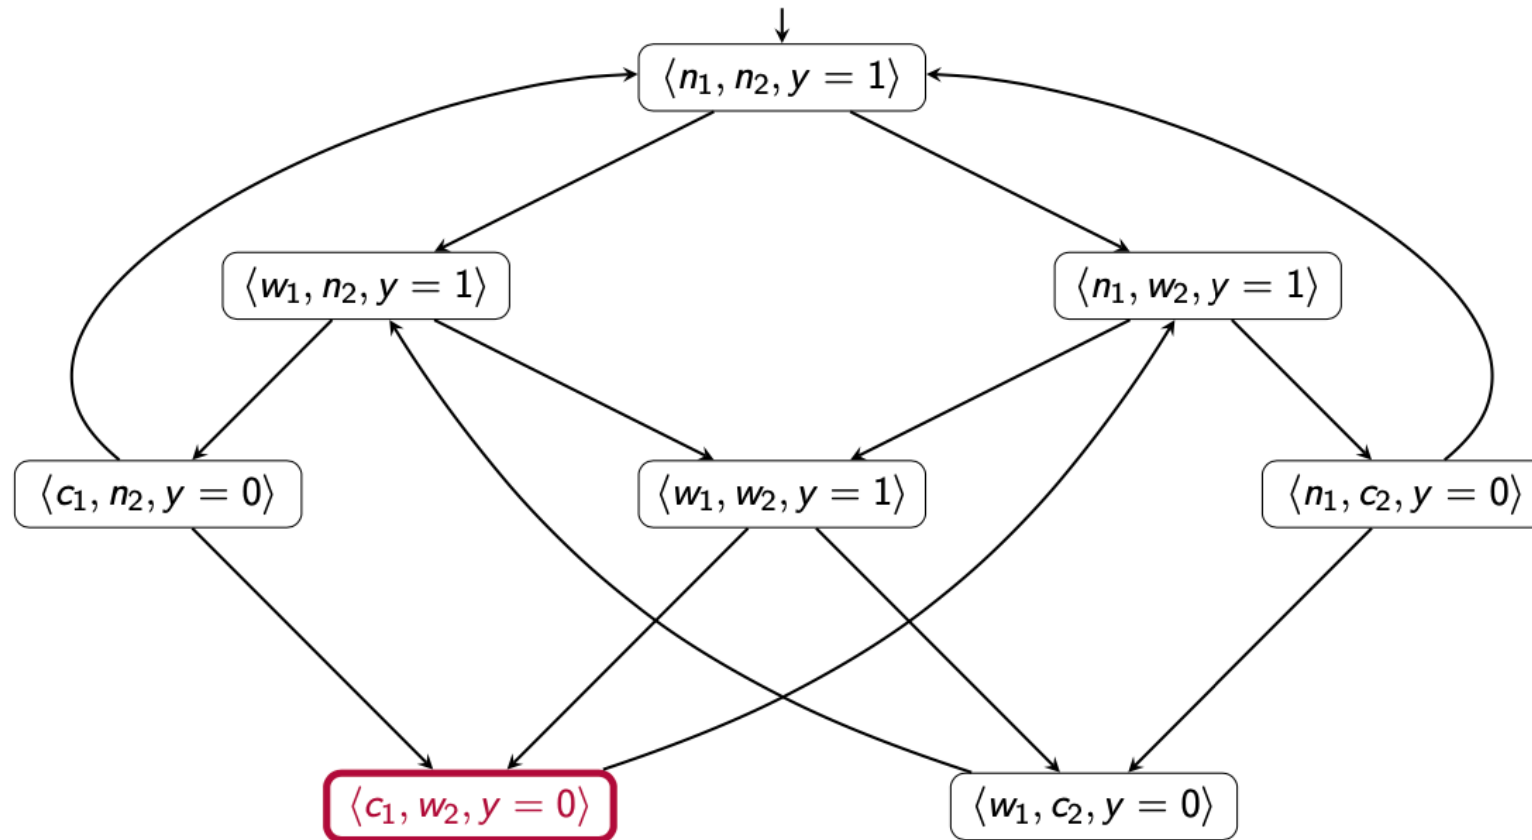 ⟨n₁, n₂, y = 1⟩
⟨w₁, n₂, y = 1⟩
⟨n₁, w₂, y = 1⟩
⟨c₁, n₂, y = 0⟩
⟨w₁, w₂, y = 1⟩
⟨n₁, c₂, y = 0⟩
⟨c₁, w₂, y = 0⟩
⟨w₁, c₂, y = 0⟩